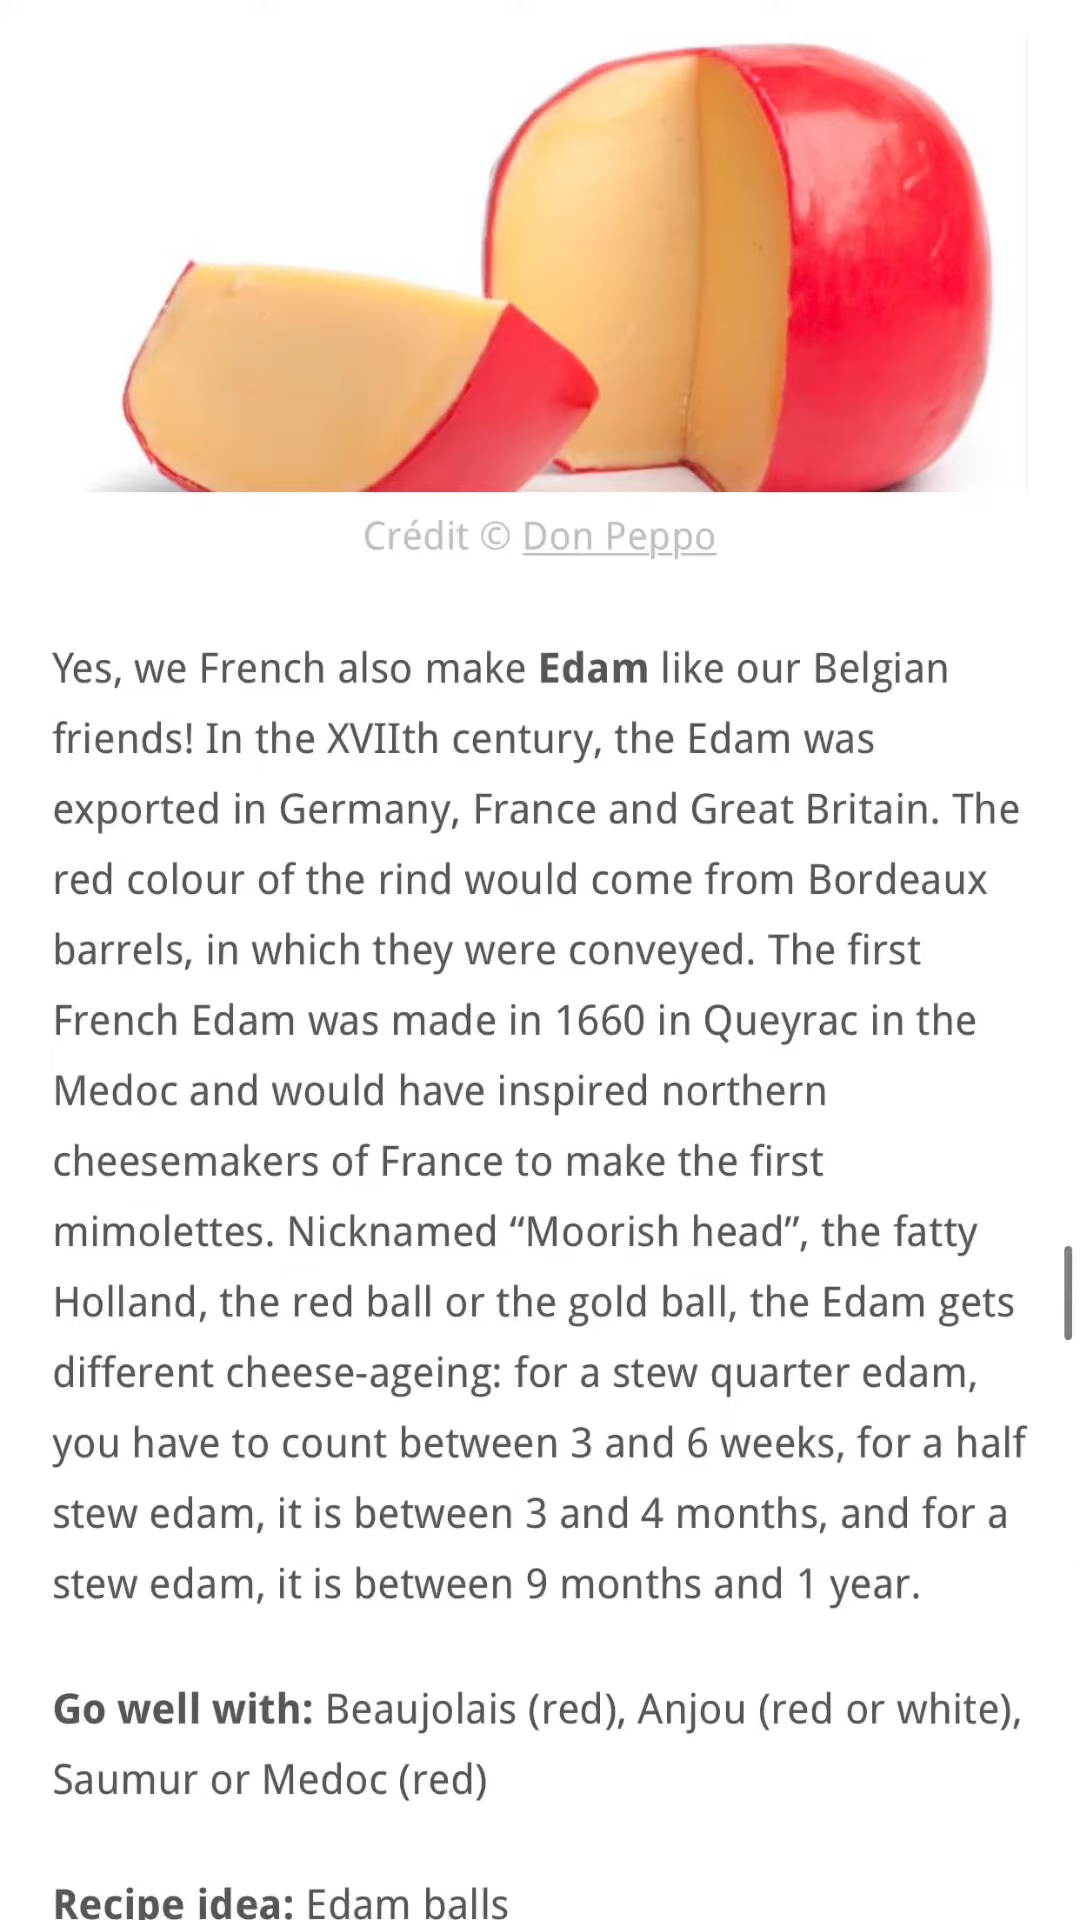 Crédit © Don Peppo
Yes, we French also make Edam like our Belgian
friends! In the XVIIth century, the Edam was
exported in Germany, France and Great Britain. The
red colour of the rind would come from Bordeaux
barrels, in which they were conveyed. The first
French Edam was made in 1660 in Queyrac in the
Medoc and would have inspired northern
cheesemakers of France to make the first
mimolettes. Nicknamed “Moorish head”, the fatty
Holland, the red ball or the gold ball, the Edam gets
different cheese-ageing: for a stew quarter edam,
you have to count between 3 and 6 weeks, for a half
stew edam, it is between 3 and 4 months, and for a
stew edam, it is between 9 months and 1 year.
Go well with: Beaujolais (red), Anjou (red or white),
Saumur or Medoc (red)
Recipe idea: Edam balls